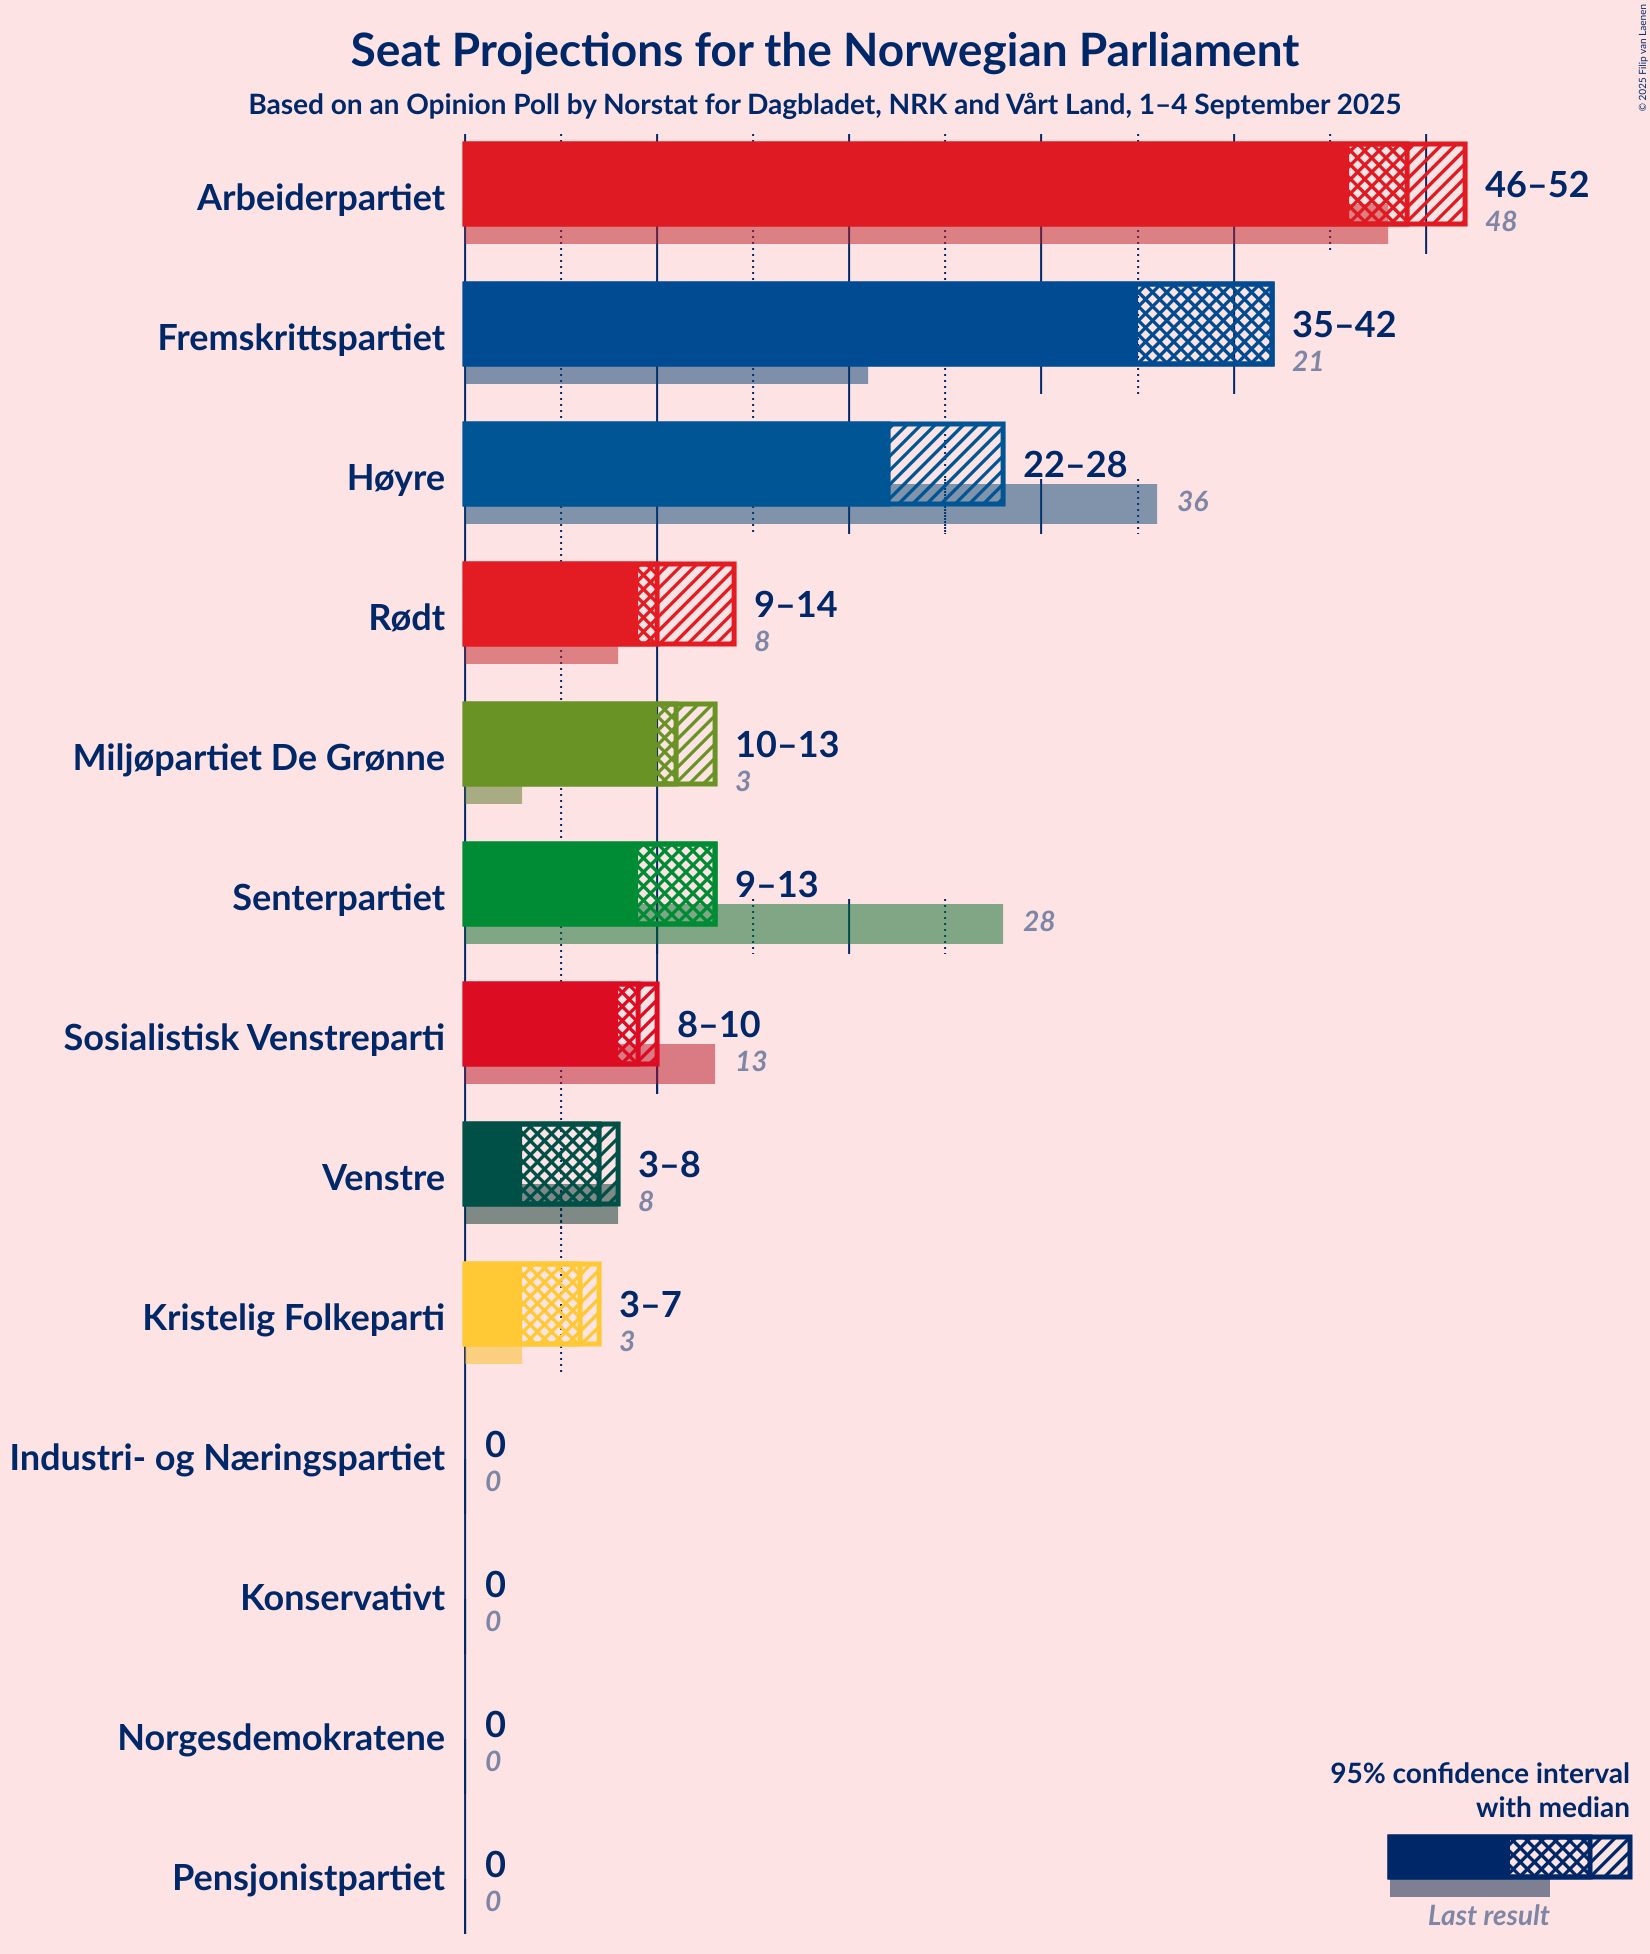 Seat Projections for the Norwegian Parliament
Based on an Opinion Poll by Norstat for Dagbladet, NRK and Vårt Land, 1–4 September 2025
© 2025 Filip van Laenen
Arbeiderpartiet
46–52
48
Fremskrittspartiet
35–42
21
Høyre
22–28
36
Rødt
9–14
8
Miljøpartiet De Grønne
10–13
3
Senterpartiet
9–13
28
Sosialistisk Venstreparti
8–10
13
Venstre
3–8
8
Kristelig Folkeparti
3–7
3
Industri- og Næringspartiet
0
0
Konservativt
0
0
Norgesdemokratene
0
0
Pensjonistpartiet
0
0
95% confidence interval
with median
Last result